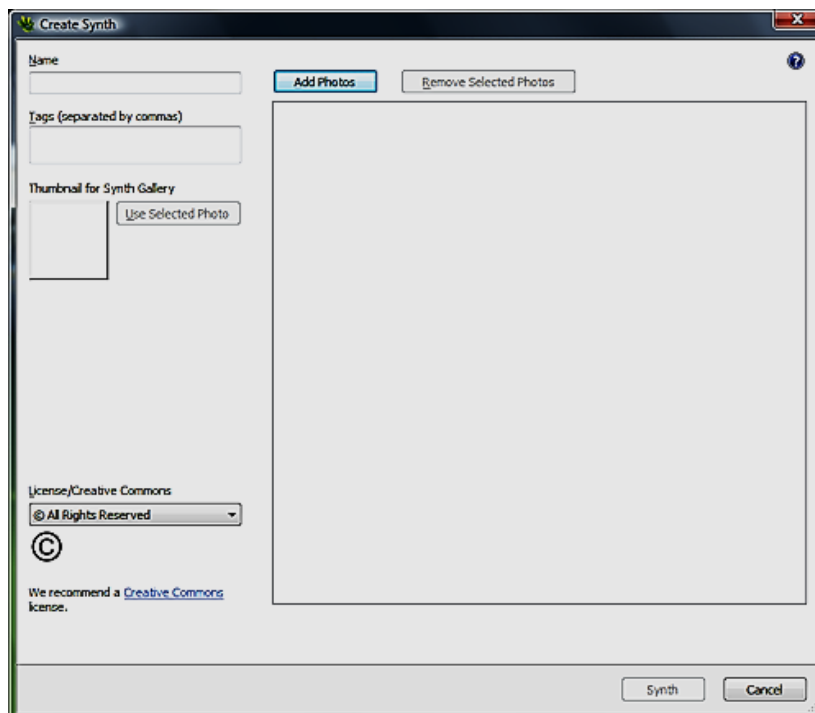 Create Synth
Name
Add Photos
Remove Selected Photos
Tags (separated by commas)
Thumbnail for Synth Gallery
Use Selected Photo
License/Creative Commons
© All Rights Reserved
©
We recommend a Creative Commons
license.
Synth
Cancel